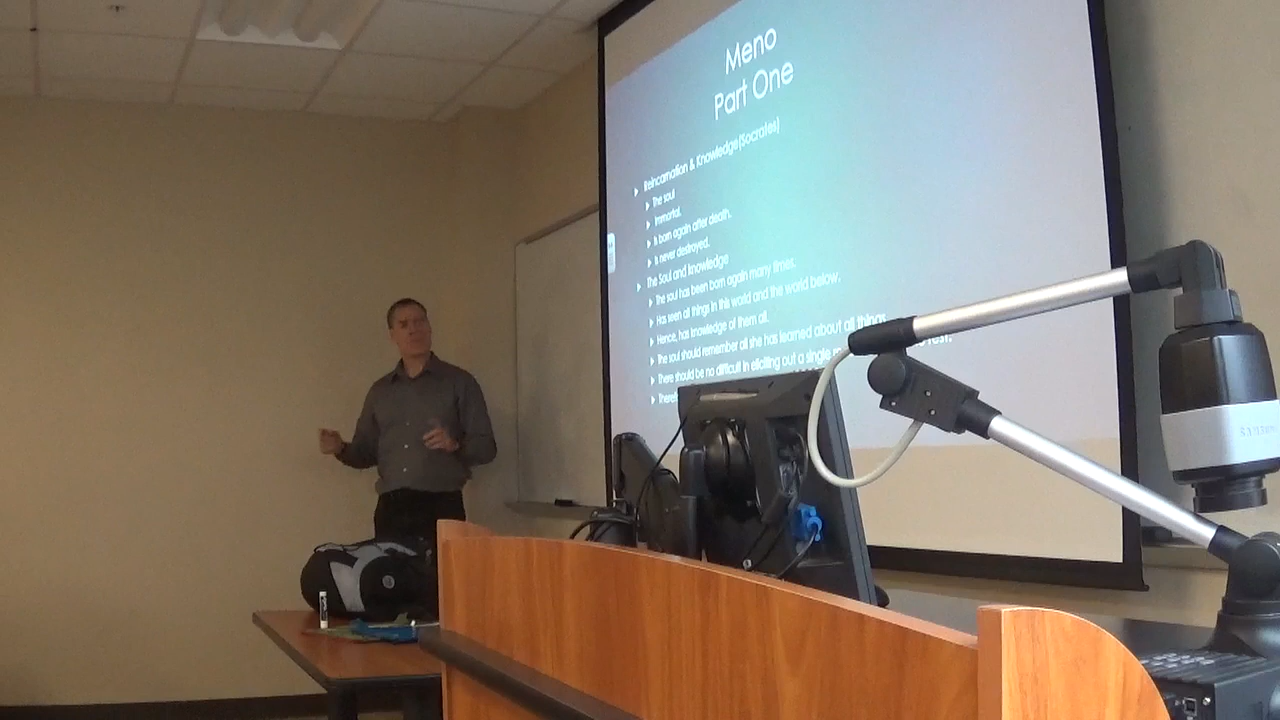 Meno
Part One
Reincarnation & Knowledge(Socrates)
The soul
Immortal.
Is born again after death.
Is never destroyed.
The Soul and knowledge
The soul has been born again many times.
Has seen all things in this world and the world below.
Hence, has knowledge of them all.
The soul should remember all she has learned about all things
There should be no difficult in eliciting out a single rest.
SAMSUNG